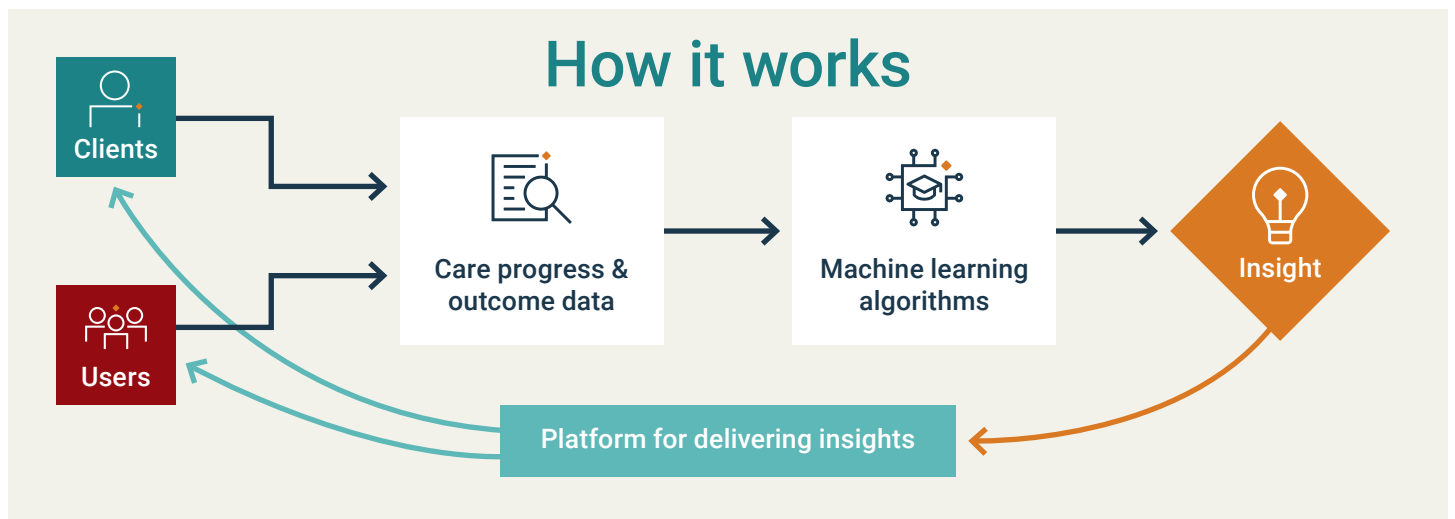 How it works
Clients
Users
Care progress &
outcome data
Machine learning
algorithms
Insight
Platform for delivering insights